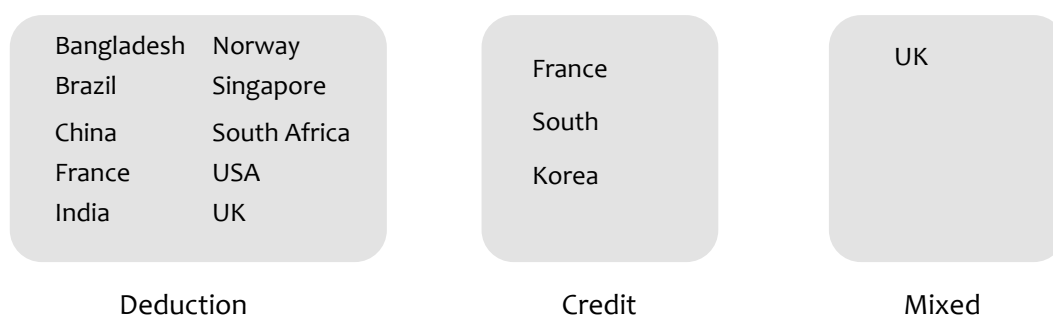 Bangladesh Norway
Brazil Singapore
China South Africa
France USA
India UK
Deduction
France
South
Korea
Credit
UK
Mixed